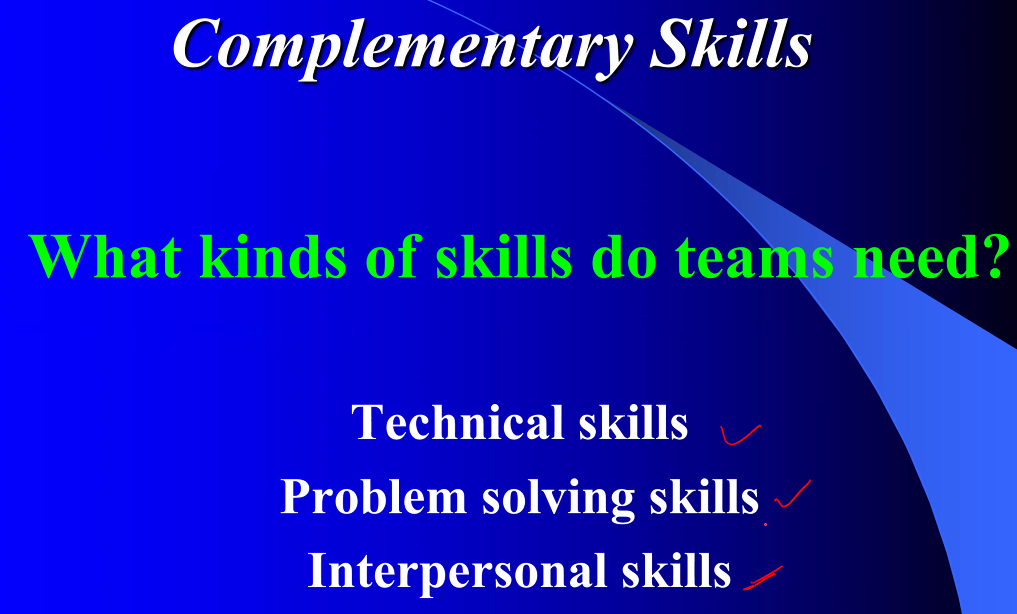 Complementary Skills
What kinds of skills do teams need?
Technical skills
Problem solving skills
Interpersonal skills